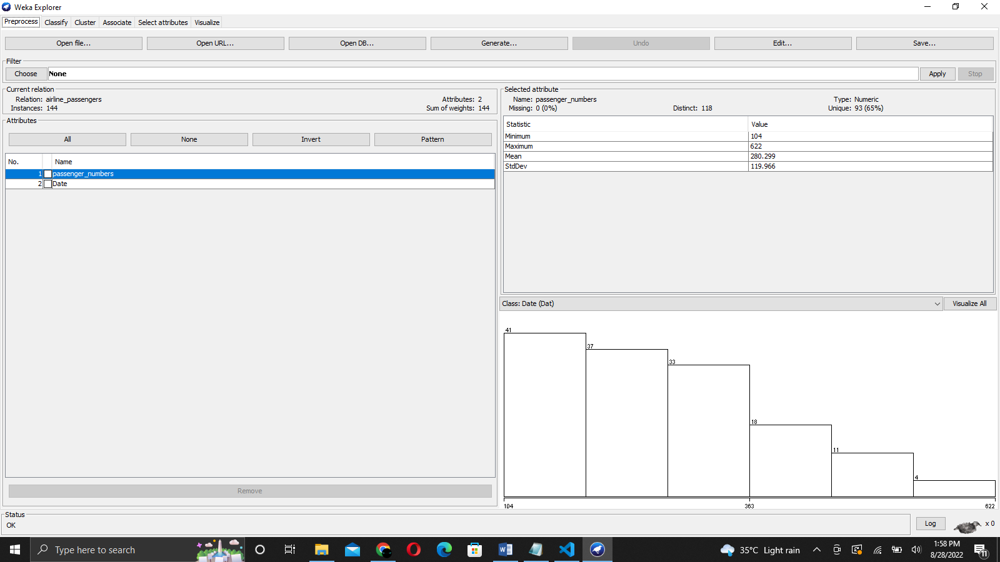 Weka Explorer
Preprocess Classify Cluster Associate Select attributes Visualize
Open file... Open URL... Open DB... Generate... Undo Edit... Save...
Filter
Choose None Apply Stop
Current relation
Relation: airline_passengers Attributes: 2
Instances: 144 Sum of weights: 144
Attributes
All None Invert Pattern
No. Name
1 passenger_numbers
2 Date
Remove
Selected attribute
Name: passenger_numbers Type: Numeric
Missing: 0 (0%) Distinct: 118 Unique: 93 (65%)
Statistic Value
Minimum 104
Maximum 622
Mean 280.299
StdDev 119.966
Class: Date (Dat) Visualize All
41
37
33
18
11
4
104 363 622
Status
OK
Log x 0
Type here to search
35°C Light rain
1:58 PM
8/28/2022
11